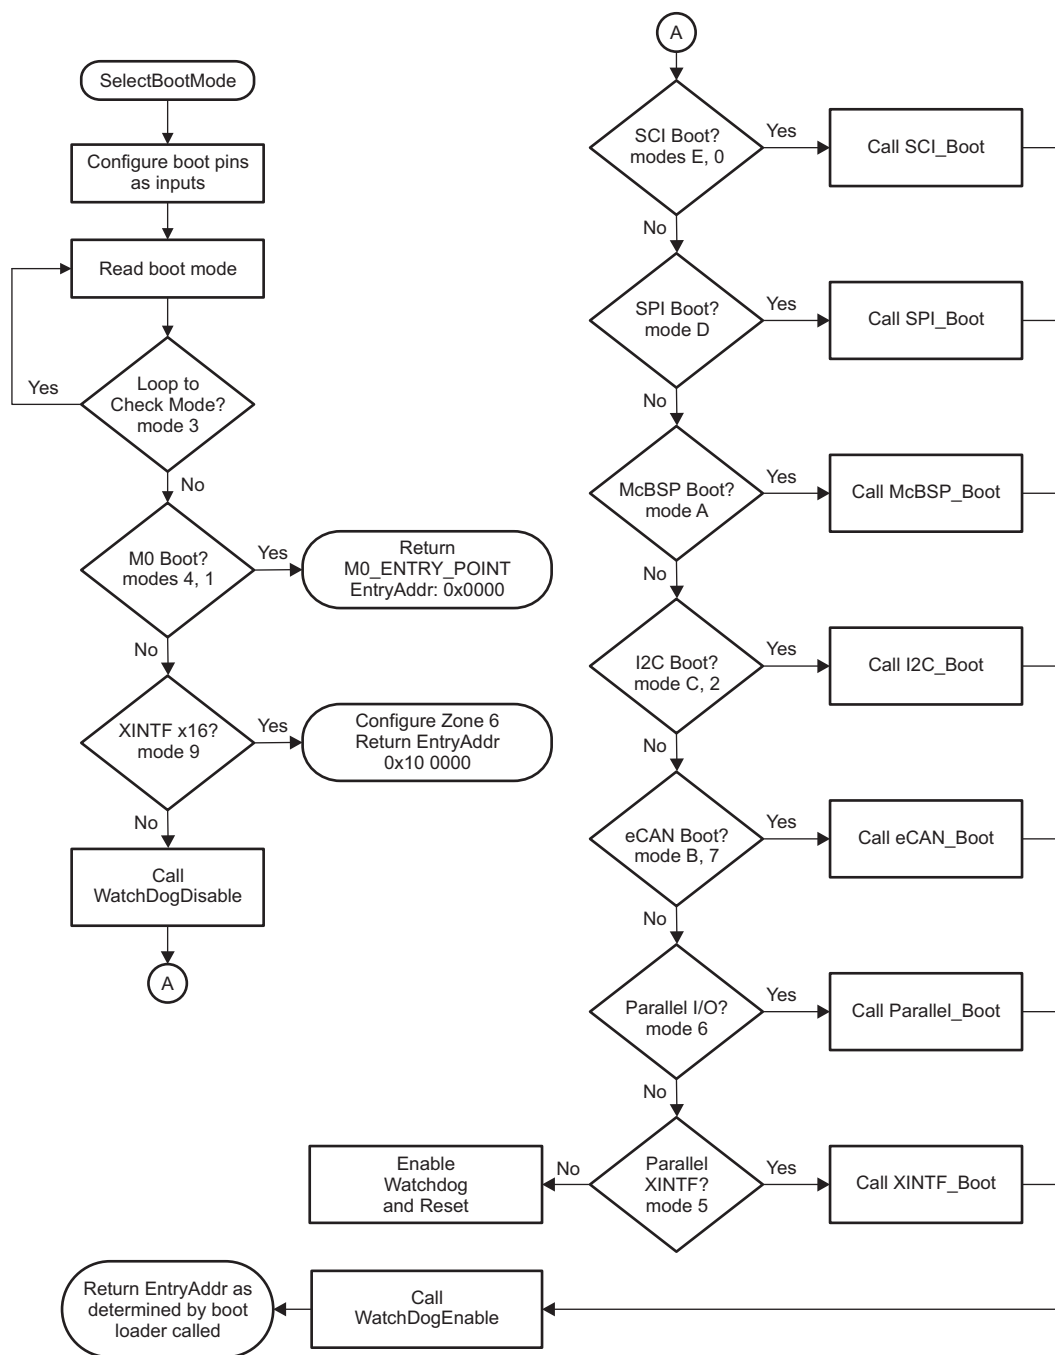 SelectBootMode
Configure boot pins
as inputs
Read boot mode
Yes
Loop to
Check Mode?
mode 3
No
M0 Boot?
modes 4, 1
Yes
Return
M0_ENTRY_POINT
EntryAddr: 0x0000
No
XINTF x16?
mode 9
Yes
Configure Zone 6
Return EntryAddr
0x10 0000
No
Call
WatchDogDisable
A
A
SCI Boot?
modes E, 0
Yes
Call SCI_Boot
No
SPI Boot?
mode D
Yes
Call SPI_Boot
No
McBSP Boot?
mode A
Yes
Call McBSP_Boot
No
I2C Boot?
mode C, 2
Yes
Call I2C_Boot
No
eCAN Boot?
mode B, 7
Yes
Call eCAN_Boot
No
Parallel I/O?
mode 6
Yes
Call Parallel_Boot
No
Parallel
XINTF?
mode 5
Yes
Call XINTF_Boot
No
Enable
Watchdog
and Reset
Call
WatchDogEnable
Return EntryAddr as
determined by boot
loader called